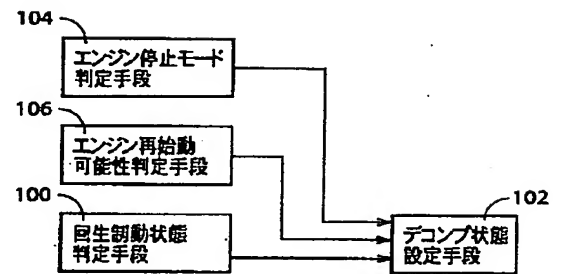 104
エンジン停止モード
判定手段
106
エンジン再始動
可能性判定手段
100
回生制動状態
判定手段
102
デコンプ状態
設定手段